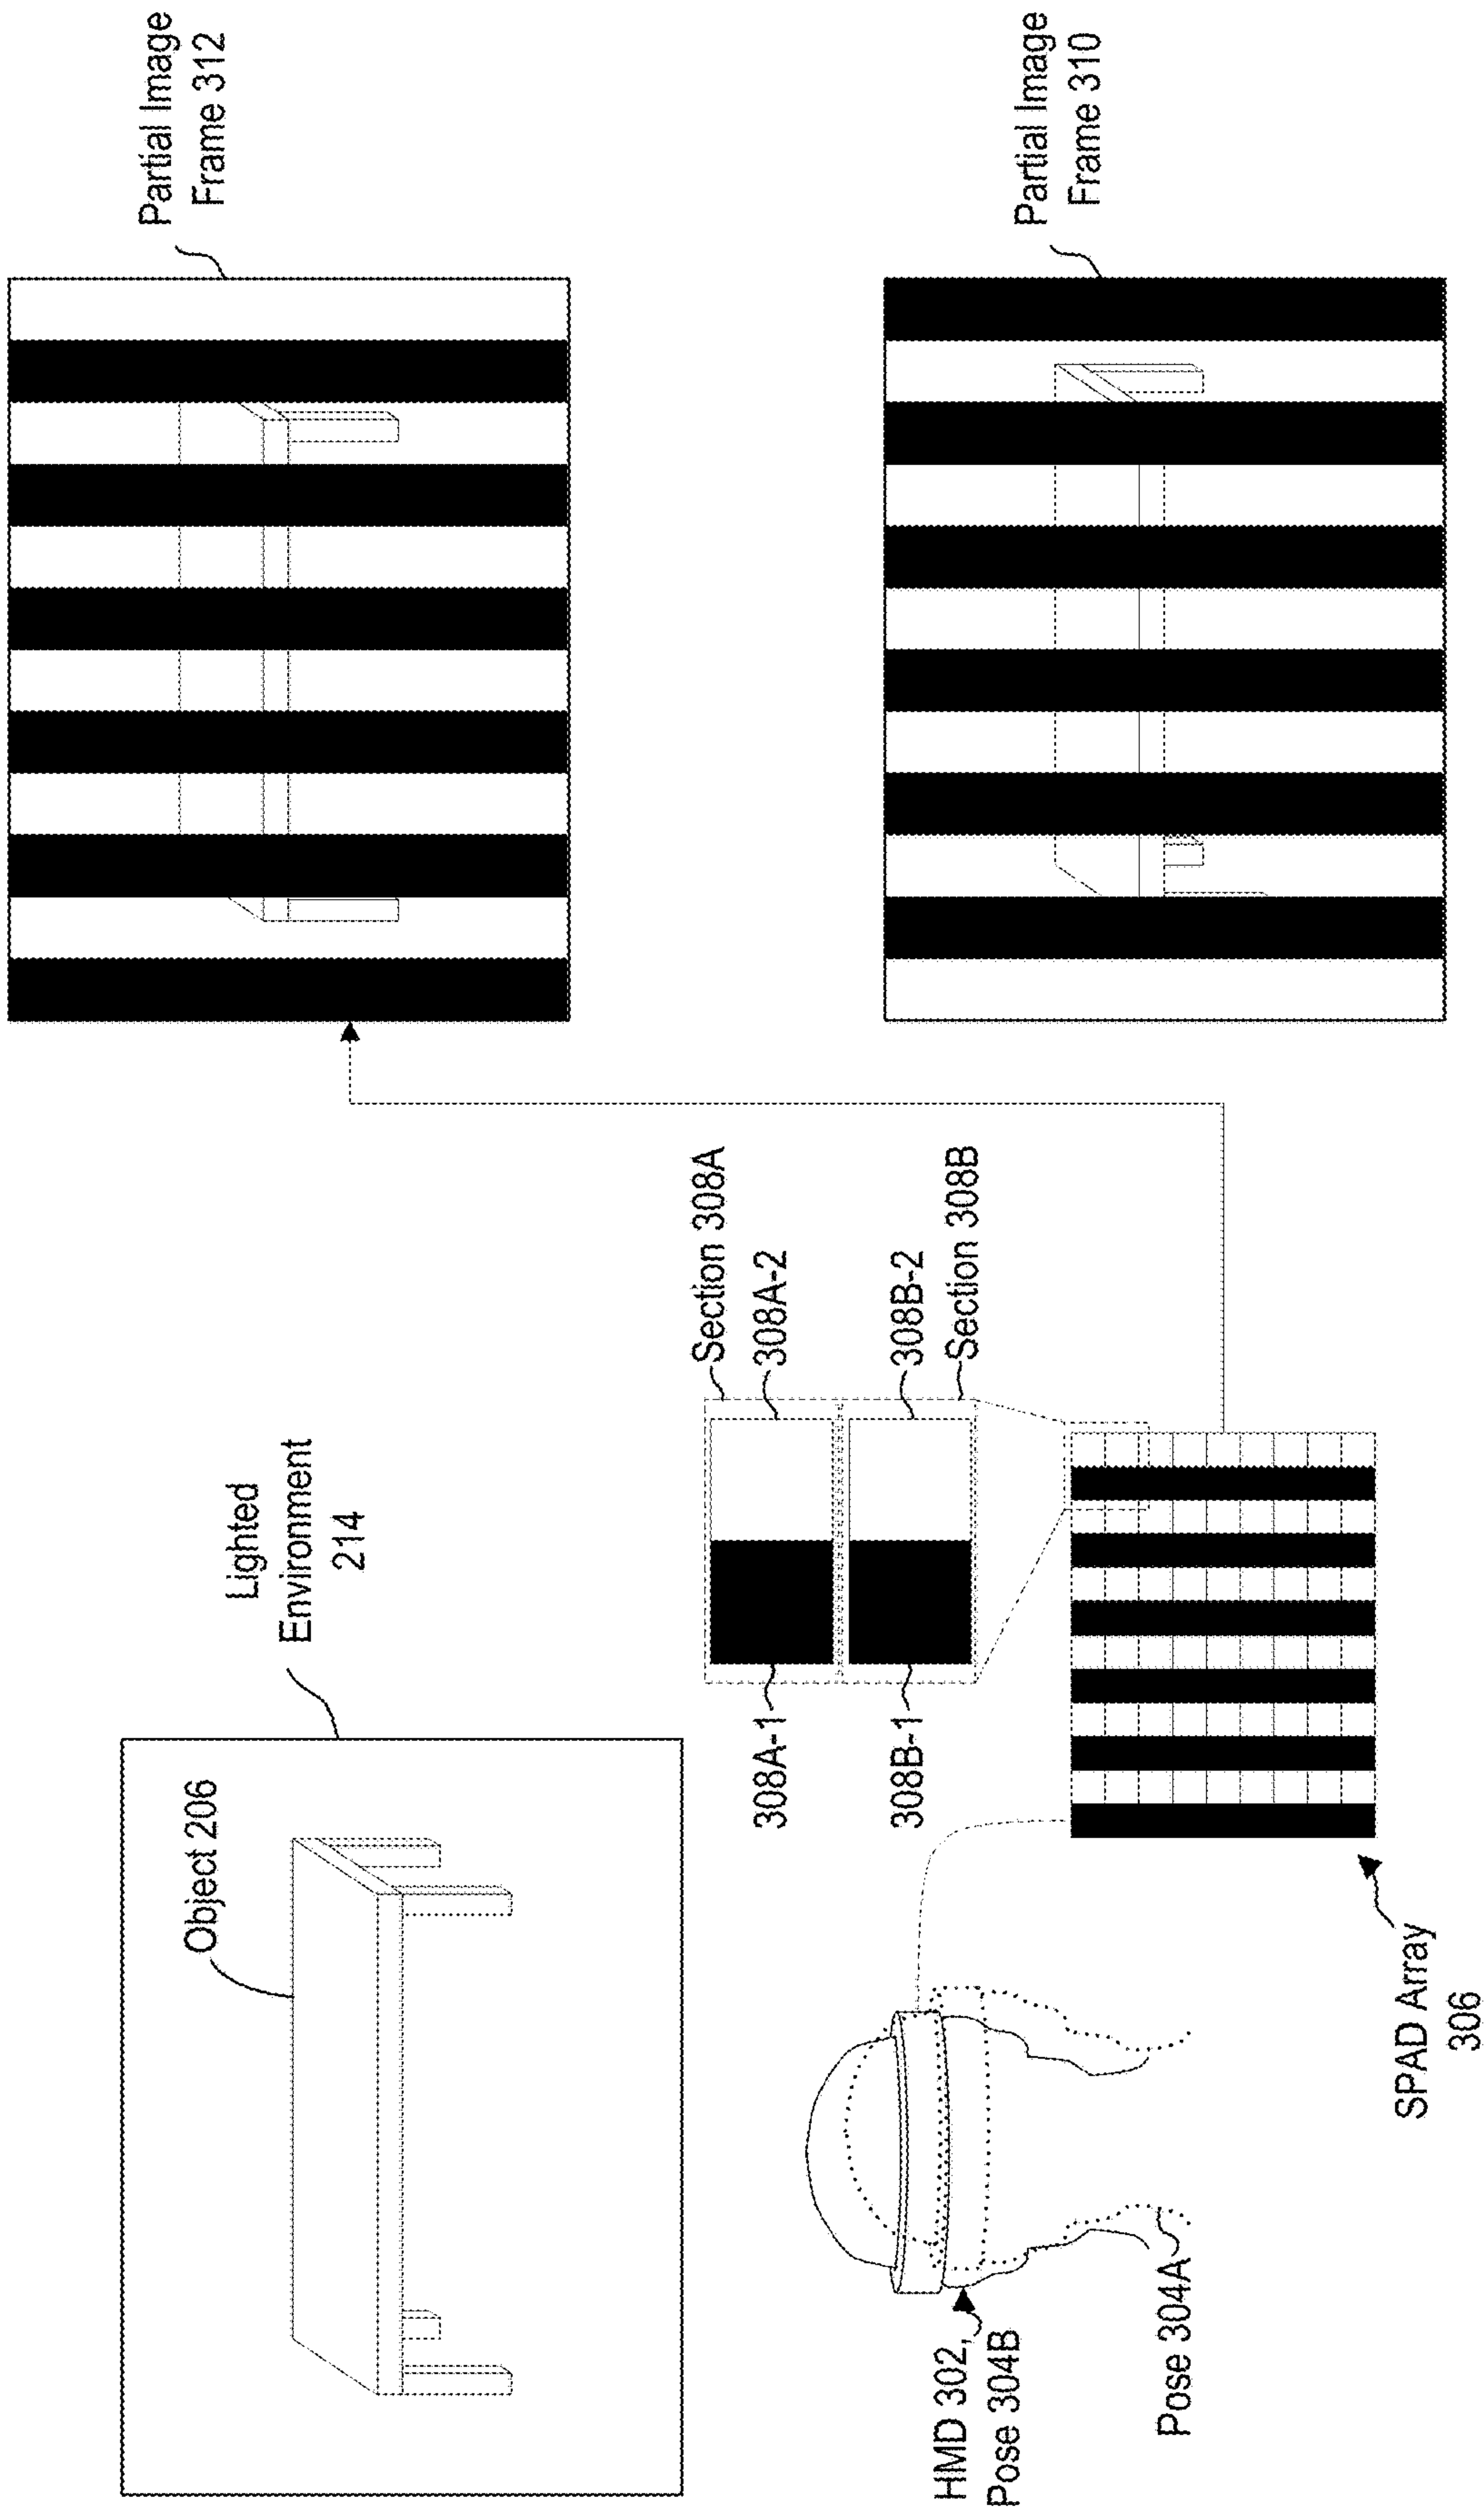 Object 206
Lighted
Environment
214
Partial Image
Frame 312
HMD 302,
Pose 304B
Pose 304A
308A-1
308B-1
Section 308A
308A-2
308B-2
Section 308B
SPAD Array
306
Partial Image
Frame 310